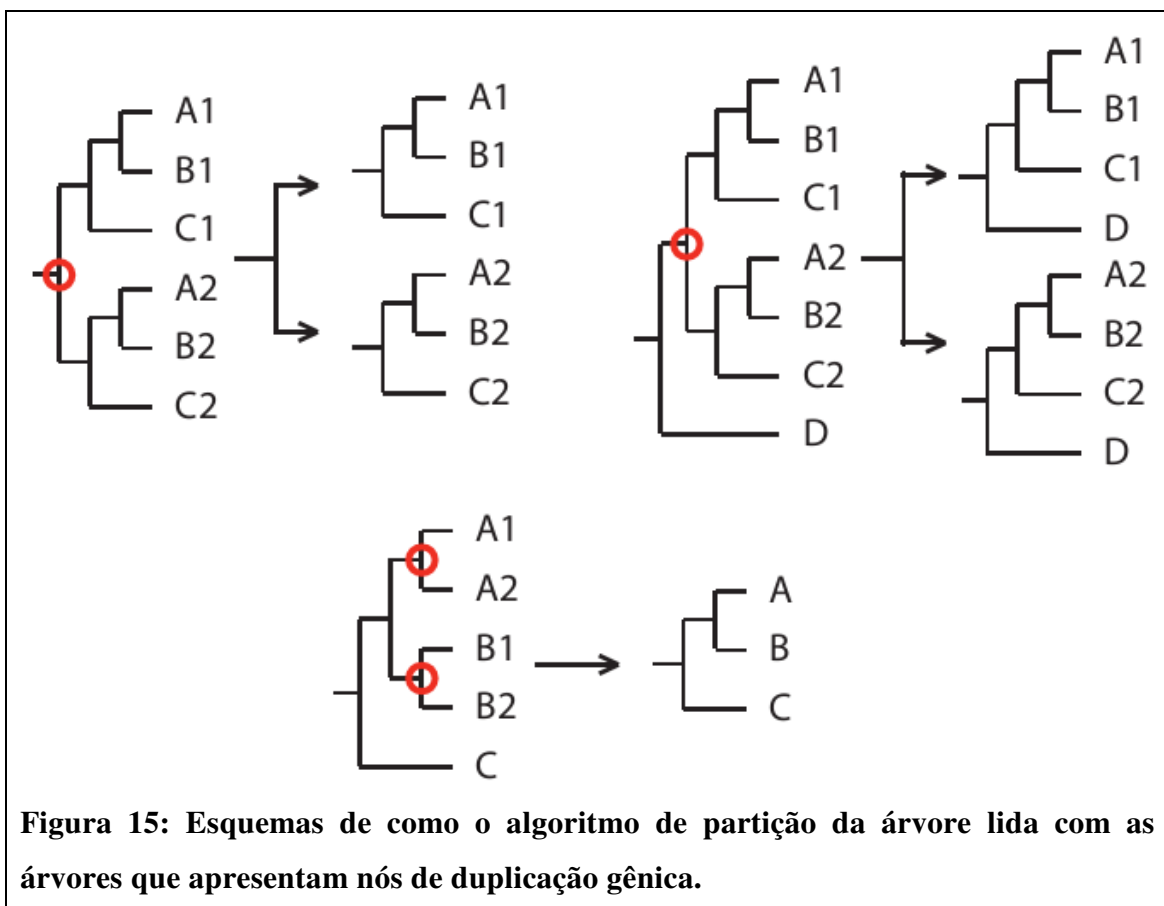 A1
B1
C1
A2
B2
C2
A1
B1
C1
A2
B2
C2
A1
B1
C1
A2
B2
C2
D
A1
B1
C1
D
A2
B2
C2
D
A1
A2
B1
B2
C
A
B
C
Figura 15: Esquemas de como o algoritmo de partição da árvore lida com as
árvores que apresentam nós de duplicação gênica.